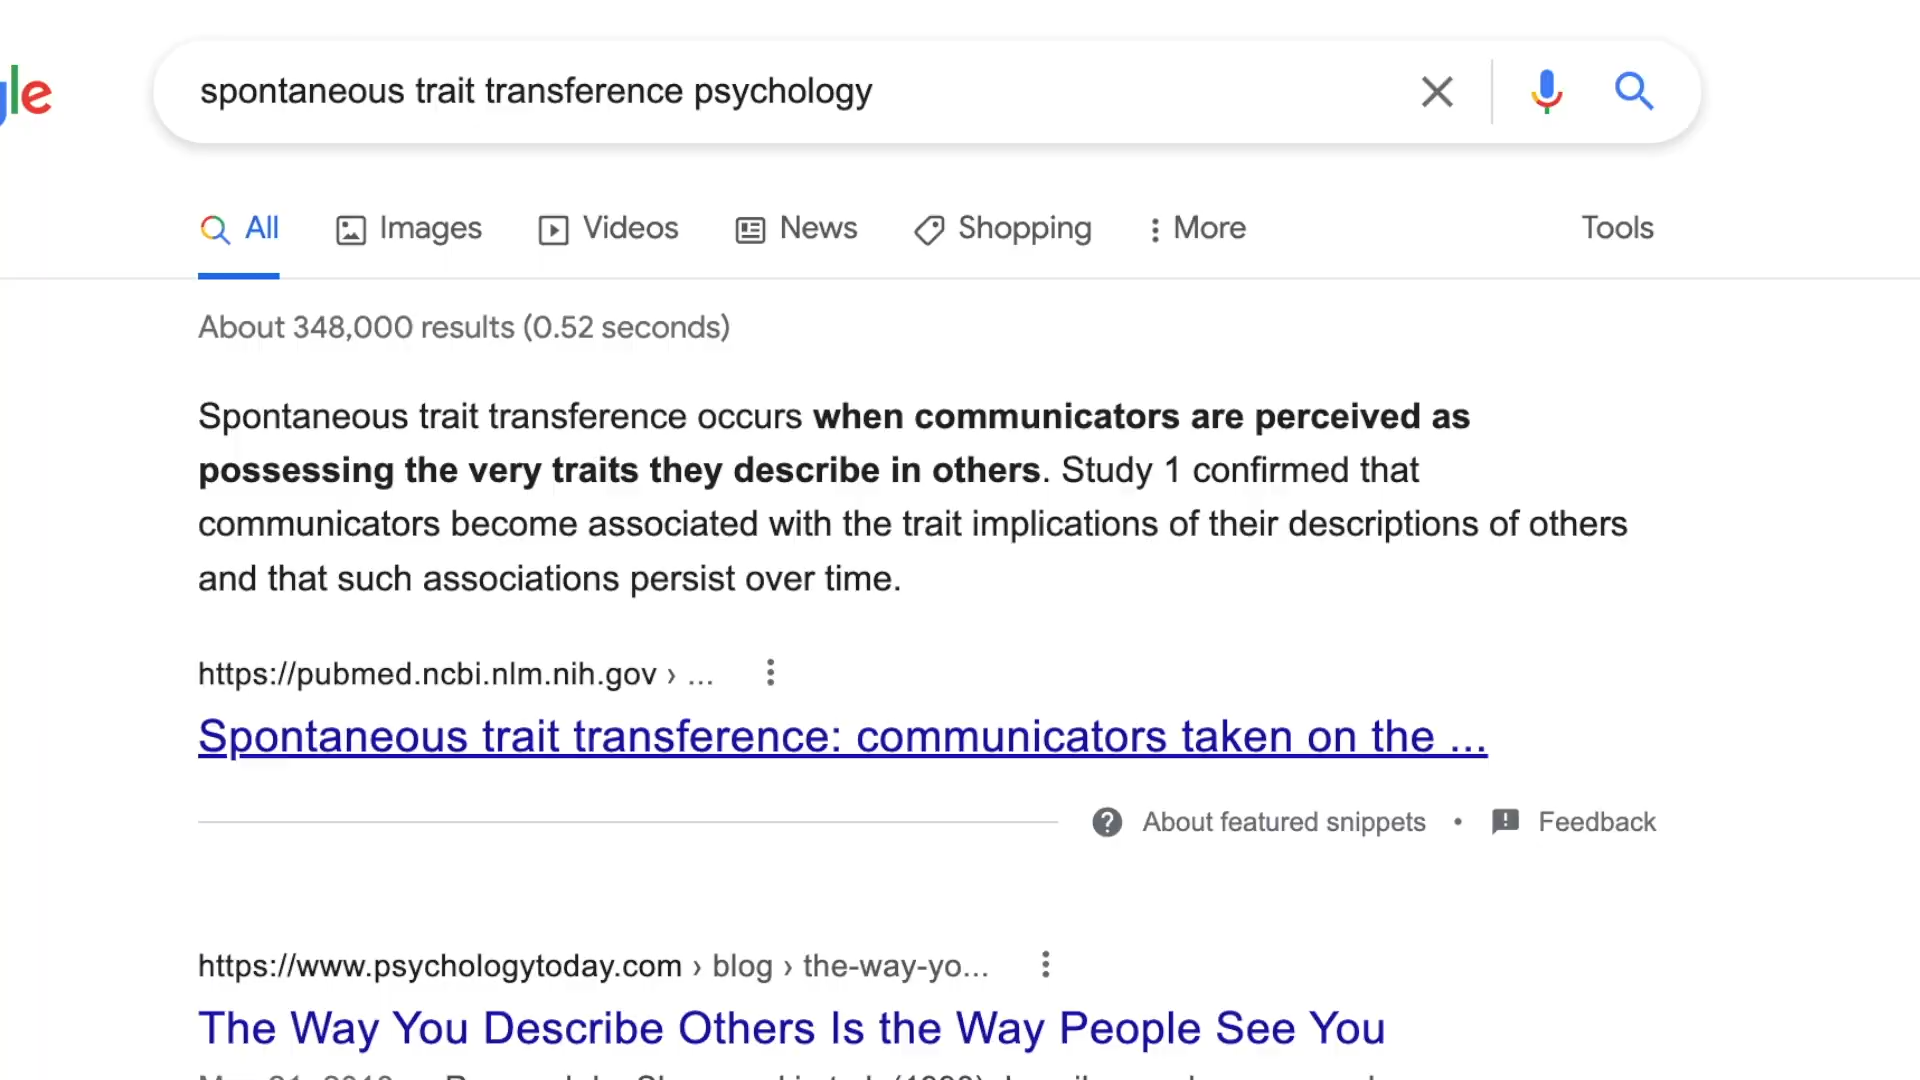 gle
spontaneous trait transference psychology
All Images Videos News Shopping More Tools
About 348,000 results (0.52 seconds)
Spontaneous trait transference occurs when communicators are perceived as
possessing the very traits they describe in others. Study 1 confirmed that
communicators become associated with the trait implications of their descriptions of others
and that such associations persist over time.
https://pubmed.ncbi.nlm.nih.gov › ...
Spontaneous trait transference: communicators taken on the ...
About featured snippets • Feedback
https://www.psychologytoday.com › blog › the-way-yo...
The Way You Describe Others Is the Way People See You